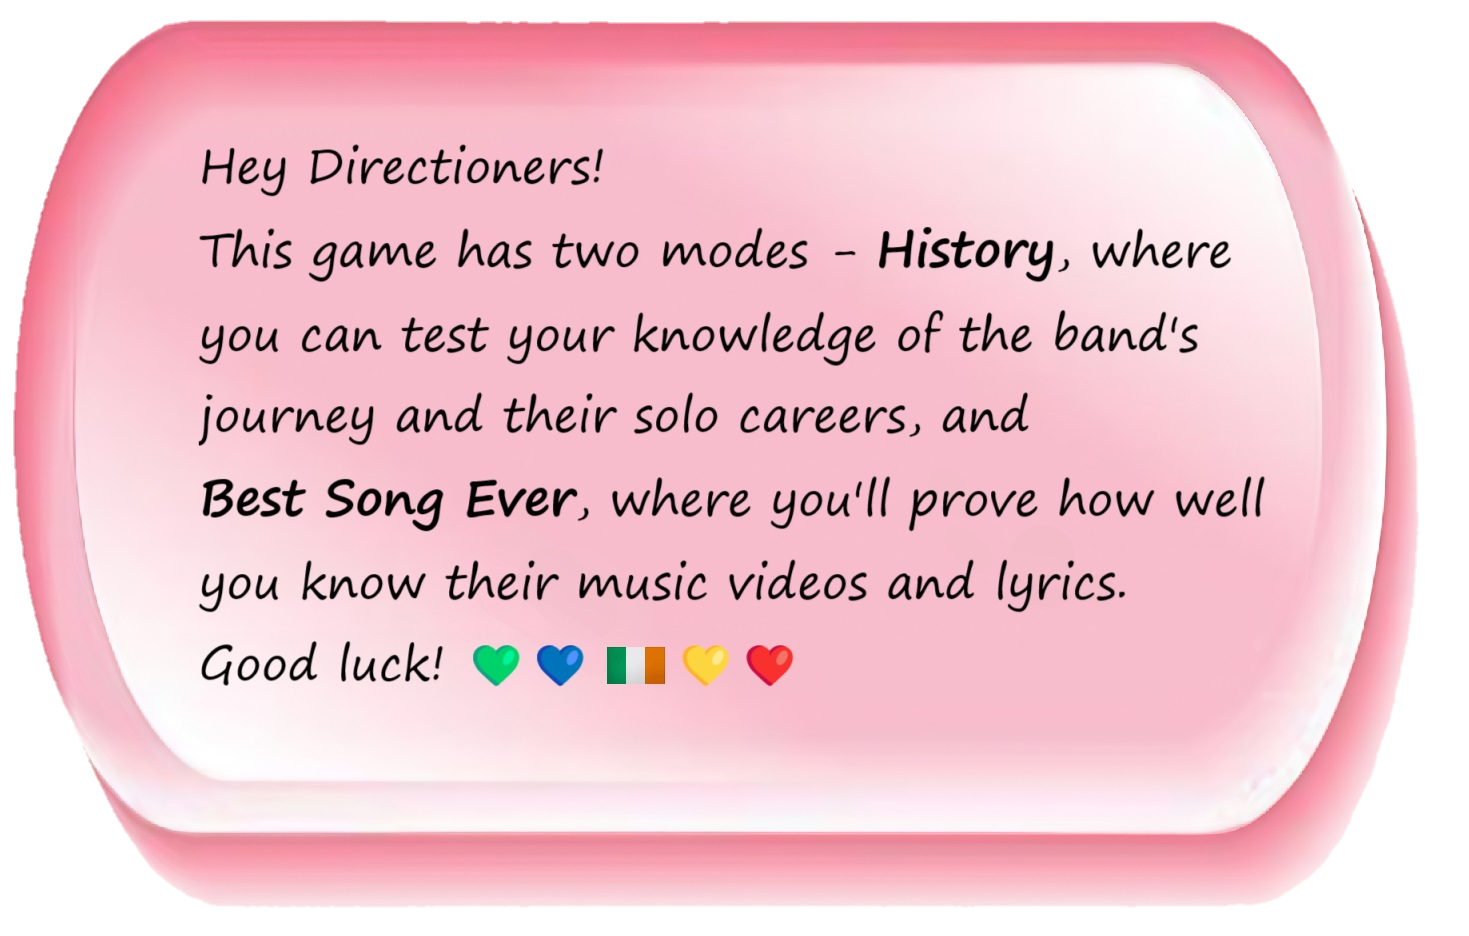 Hey Directioners!
This game has two modes - History, where
you can test your knowledge of the band's
journey and their solo careers, and
Best Song Ever, where you'll prove how well
you know their music videos and lyrics.
Good luck! 💚 💙 🇮🇪 💛 ❤️